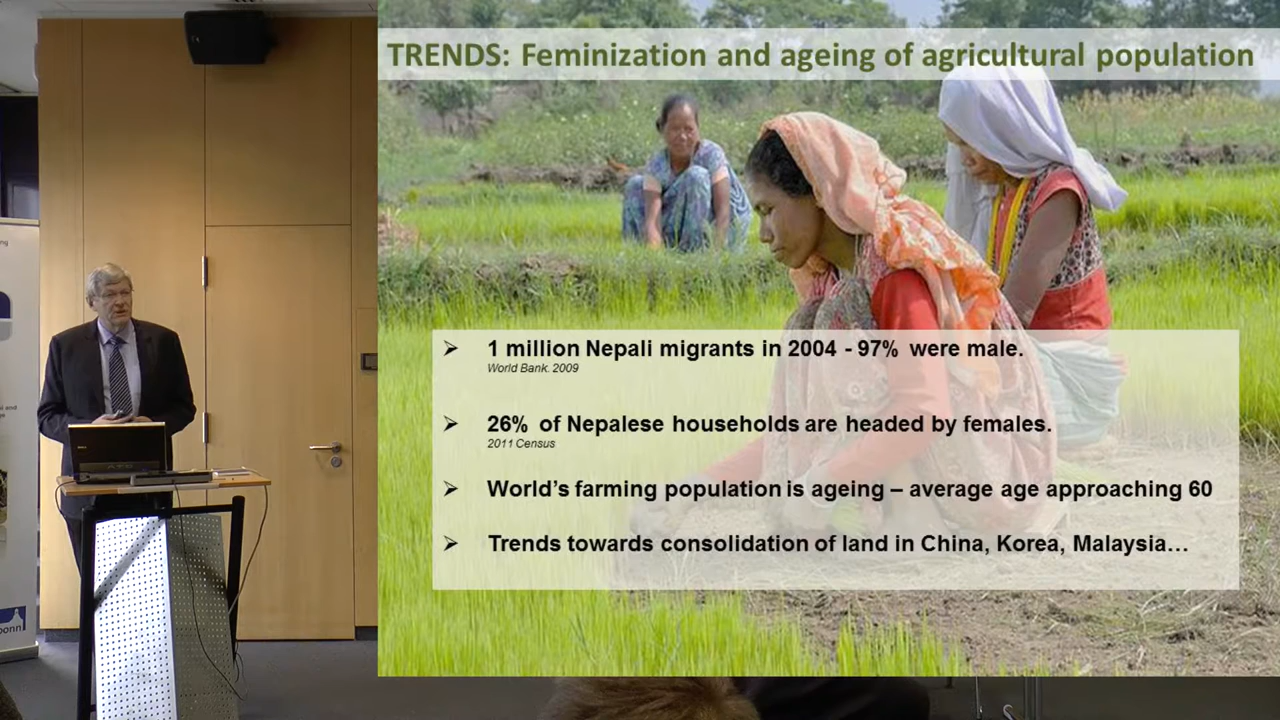 TRENDS: Feminization and ageing of agricultural population
➢ 1 million Nepali migrants in 2004 - 97% were male.
World Bank. 2009
➢ 26% of Nepalese households are headed by females.
2011 Census
➢ World’s farming population is ageing – average age approaching 60
➢ Trends towards consolidation of land in China, Korea, Malaysia…
bonn